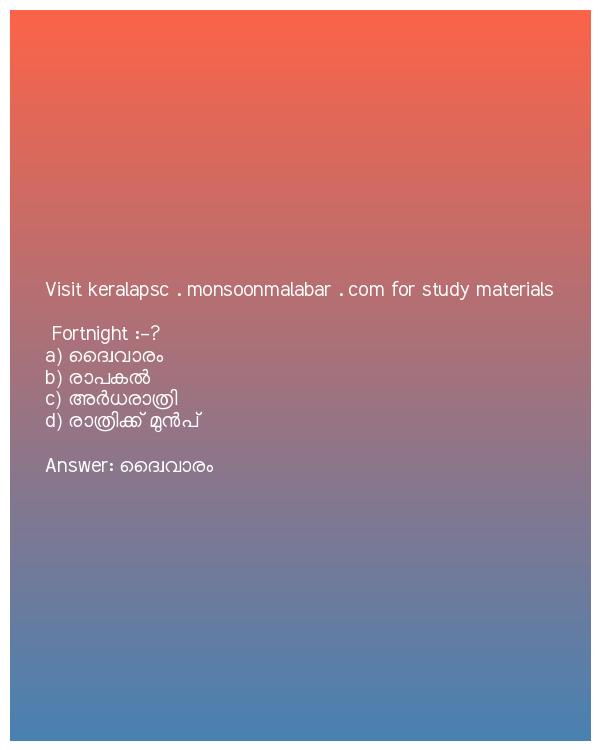 Visit keralapsc . monsoonmalabar . com for study materials
Fortnight :-?
a) ദ്വൈവാരം
b) രാപകൽ
c) അർധരാത്രി
d) രാത്രിക്ക് മുൻപ്
Answer: ദ്വൈവാരം